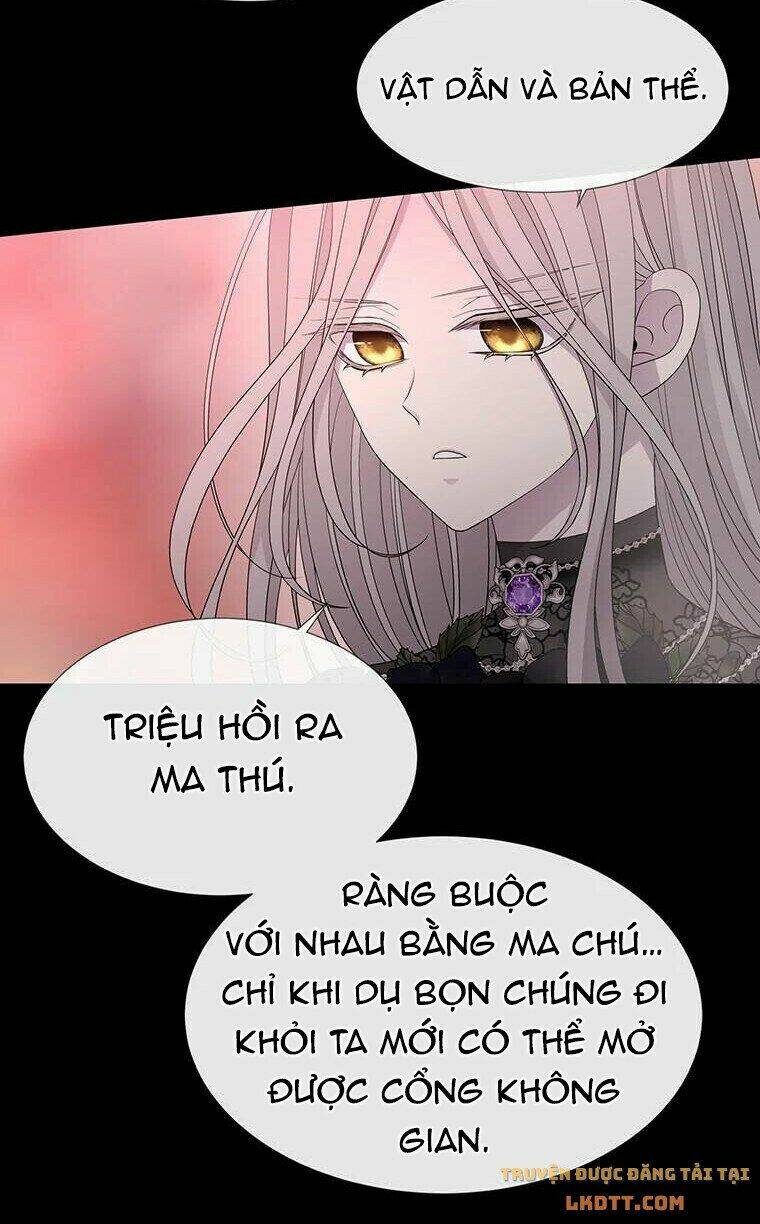 VẬT DẪN VÀ BẢN THỂ.
TRIỆU HỒI RA
MA THÚ.
RÀNG BUỘC
VỚI NHAU BẰNG MA CHÚ...
CHỈ KHI DỤ BỌN CHÚNG ĐI
KHỎI TA MỚI CÓ THỂ MỞ
ĐƯỢC CỔNG KHÔNG
GIAN.
TRUYỆN ĐƯỢC ĐĂNG TẢI TẠI
LKDTT.COM